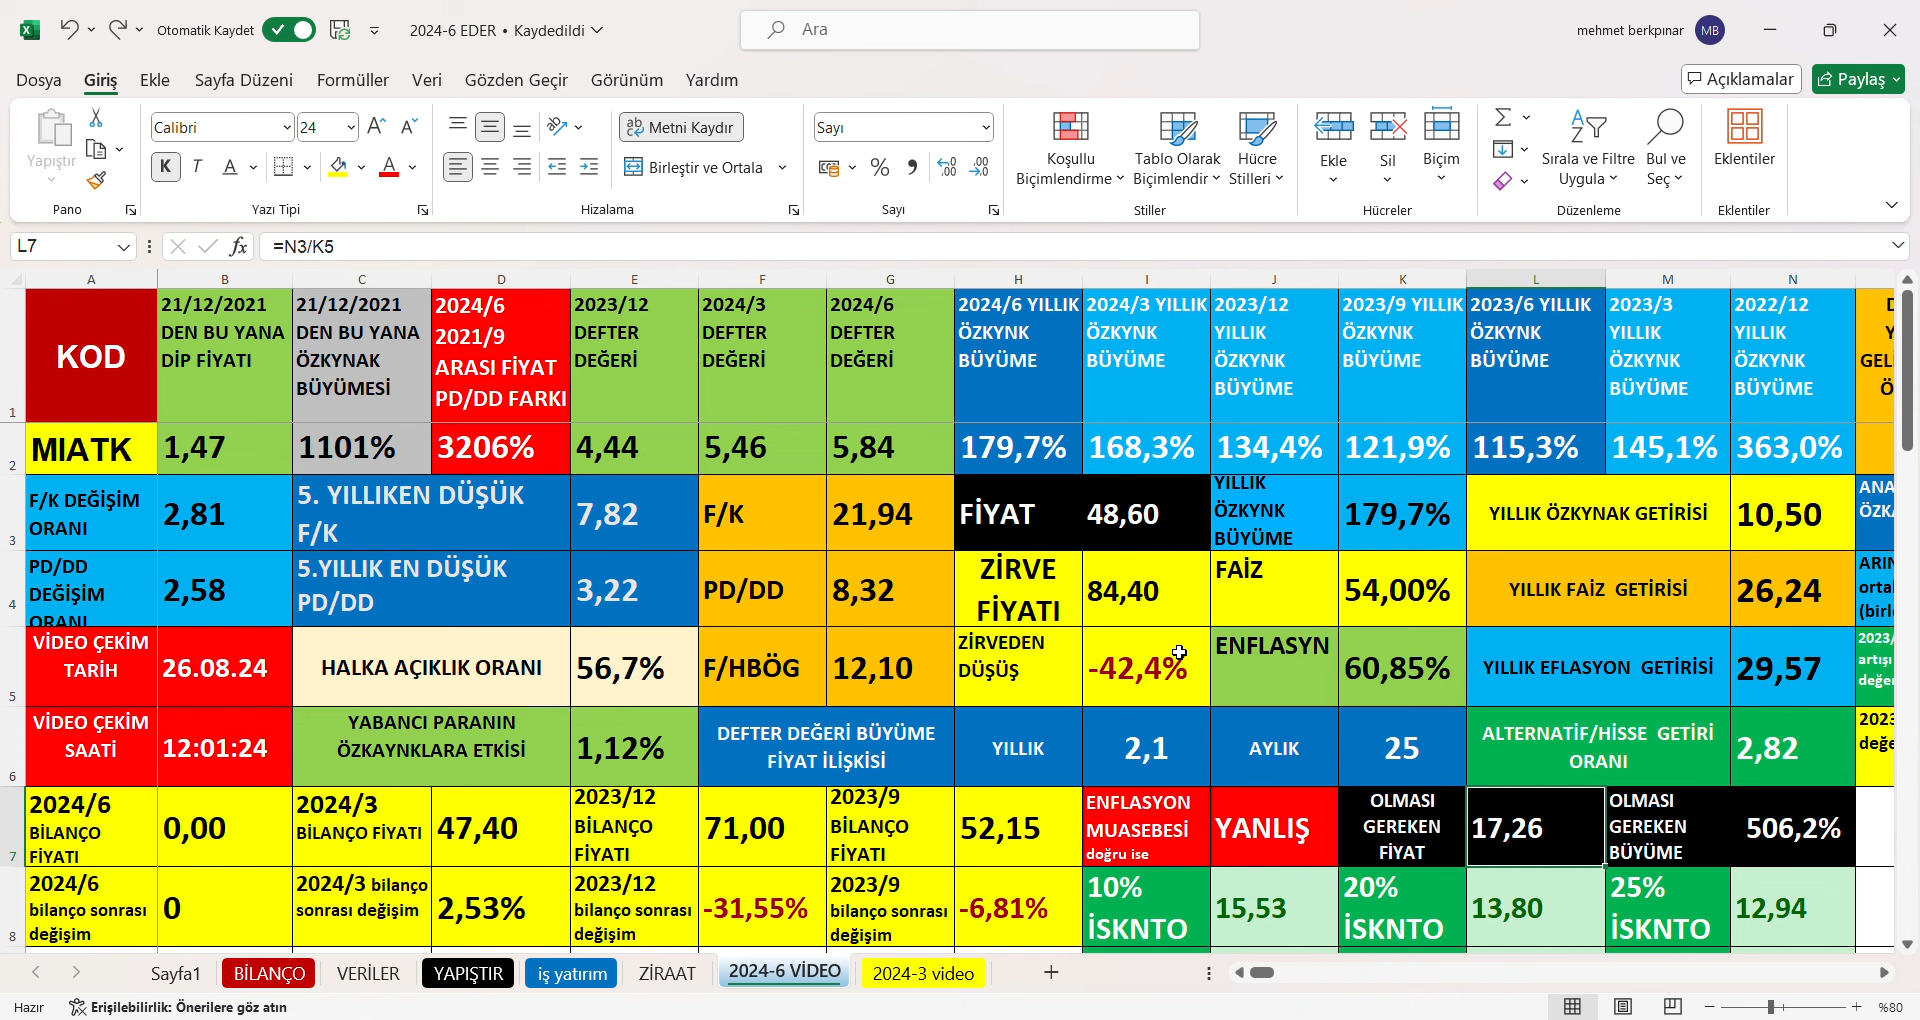 Otomatik Kaydet
2024-6 EDER • Kaydedildi
Ara
mehmet berkpınar
MB
Dosya Giriş Ekle Sayfa Düzeni Formüller Veri Gözden Geçir Görünüm Yardım
Açıklamalar
Paylaş
Yapıştır
Pano
Calibri
24
K T A
Yazı Tipi
Metni Kaydır
Birleştir ve Ortala
Hizalama
Sayı
%
Sayı
Koşullu
Biçimlendirme
Tablo Olarak
Biçimlendir
Hücre
Stilleri
Stiller
Ekle
Sil
Biçim
Hücreler
Sırala ve Filtre
Uygula
Bul ve
Seç
Düzenleme
Eklentiler
Eklentiler
L7
fx
=N3/K5
A B C D E F G H I J K L M N
1
KOD
21/12/2021
DEN BU YANA
DİP FİYATI
21/12/2021
DEN BU YANA
ÖZKAYNAK
BÜYÜMESİ
2024/6
2021/9
ARASI FİYAT
PD/DD FARKI
2023/12
DEFTER
DEĞERİ
2024/3
DEFTER
DEĞERİ
2024/6
DEFTER
DEĞERİ
2024/6 YILLIK
ÖZKYNK
BÜYÜME
2024/3 YILLIK
ÖZKYNK
BÜYÜME
2023/12
YILLIK
ÖZKYNK
BÜYÜME
2023/9 YILLIK
ÖZKYNK
BÜYÜME
2023/6 YILLIK
ÖZKYNK
BÜYÜME
2023/3
YILLIK
ÖZKYNK
BÜYÜME
2022/12
YILLIK
ÖZKYNK
BÜYÜME
2
MIATK 1,47 1101% 3206% 4,44 5,46 5,84 179,7% 168,3% 134,4% 121,9% 115,3% 145,1% 363,0%
3
F/K DEĞİŞİM
ORANI
2,81
5. YILLIKEN DÜŞÜK
F/K
7,82
F/K
21,94
FİYAT
48,60
YILLIK
ÖZKYNK
BÜYÜME
179,7%
YILLIK ÖZKYNAK GETİRİSİ
10,50
4
PD/DD
DEĞİŞİM
ORANI
2,58
5.YILLIK EN DÜŞÜK
PD/DD
3,22
PD/DD
8,32
ZİRVE
FİYATI
84,40
FAİZ
54,00%
YILLIK FAİZ GETİRİSİ
26,24
5
VİDEO ÇEKİM
TARİH
26.08.24
HALKA AÇIKLIK ORANI
56,7%
F/HBÖG
12,10
ZİRVEDEN
DÜŞÜŞ
-42,4%
ENFLASYN
60,85%
YILLIK EFLASYON GETİRİSİ
29,57
6
VİDEO ÇEKİM
SAATİ
12:01:24
YABANCI PARANIN
ÖZKAYNKLARA ETKİSİ
1,12%
DEFTER DEĞERİ BÜYÜME
FİYAT İLİŞKİSİ
YILLIK
2,1
AYLIK
25
ALTERNATİF/HİSSE GETİRİ
ORANI
2,82
7
2024/6
BİLANÇO
FİYATI
0,00
2024/3
BİLANÇO FİYATI
47,40
2023/12
BİLANÇO
FİYATI
71,00
2023/9
BİLANÇO
FİYATI
52,15
ENFLASYON
MUASEBESİ
doğru ise
YANLIŞ
OLMASI
GEREKEN
FİYAT
17,26
OLMASI
GEREKEN
BÜYÜME
506,2%
8
2024/6
bilanço sonrası
değişim
0
2024/3 bilanço
sonrası değişim
2,53%
2023/12
bilanço sonrası
değişim
-31,55%
2023/9
bilanço sonrası
değişim
-6,81%
10%
İSKNTO
15,53
20%
İSKNTO
13,80
25%
İSKNTO
12,94
Sayfa1 BİLANÇO VERİLER YAPIŞTIR iş yatırım ZİRAAT 2024-6 VİDEO 2024-3 video
Hazır
Erişilebilirlik: Önerilere göz atın
%80